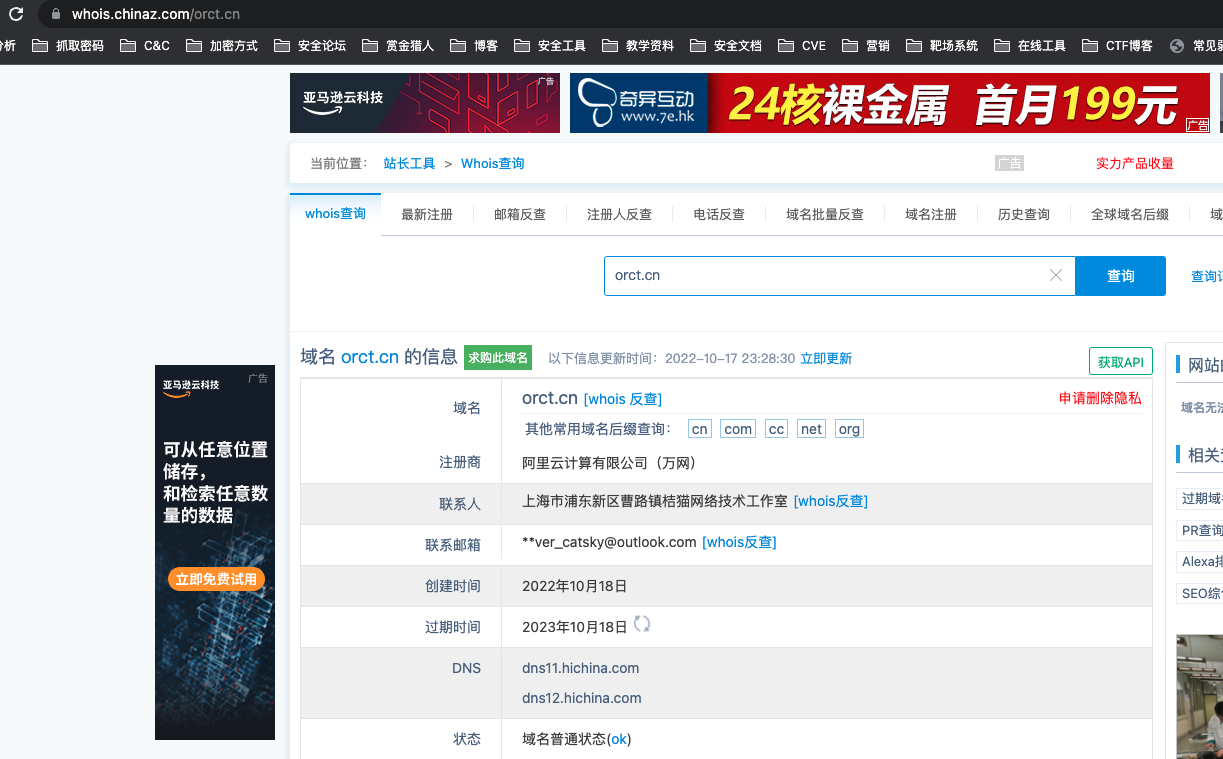 whois.chinaz.com/orct.cn
分析 抓取密码 C&C 加密方式 安全论坛 赏金猎人 博客 安全工具 教学资料 安全文档 CVE 营销 靶场系统 在线工具 CTF博客 常见
亚马逊云科技 广告
奇异互动 24核裸金属 首月199元
www.7e.hk 广告
当前位置： 站长工具 > Whois查询 广告 实力产品收量
whois查询 最新注册 邮箱反查 注册人反查 电话反查 域名批量反查 域名注册 历史查询 全球域名后缀 域
orct.cn 查询 查询
域名 orct.cn 的信息 求购此域名 以下信息更新时间：2022-10-17 23:28:30 立即更新 获取API
域名 orct.cn [whois 反查] 申请删除隐私
其他常用域名后缀查询： cn com cc net org
注册商 阿里云计算有限公司（万网）
联系人 上海市浦东新区曹路镇桔猫网络技术工作室 [whois反查]
联系邮箱 **ver_catsky@outlook.com [whois反查]
创建时间 2022年10月18日
过期时间 2023年10月18日
DNS dns11.hichina.com
dns12.hichina.com
状态 域名普通状态(ok)
亚马逊云科技 广告
可从任意位置
储存，
和检索任意数
量的数据
立即免费试用
网站
域名无
相关
过期域
PR查询
Alexa排
SEO综